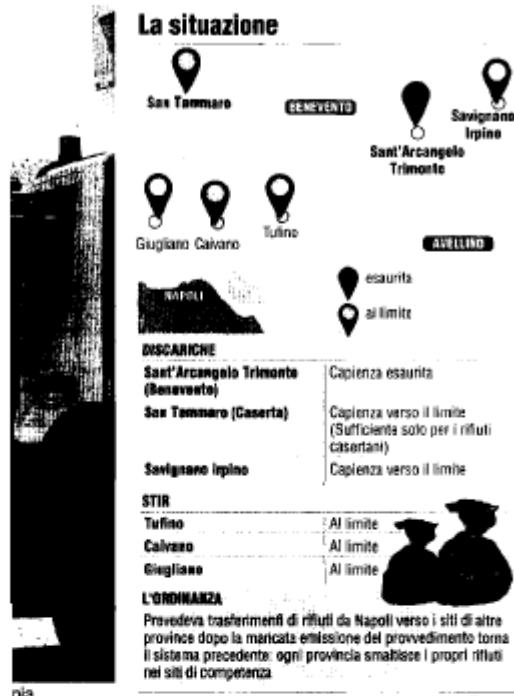 La situazione
San Tammaro
BENEVENTO
Savignano
Irpino
Sant'Arcangelo
Trimonte
Giugliano Caivano
Tufino
AVELLINO
NAPOLI
esaurita
al limite
DISCARICHE
Sant'Arcangelo Trimonte
(Benevento)
Capienza esaurita
San Tammaro (Caserta)
Capienza verso il limite
(Sufficiente solo per i rifiuti
casertani)
Savignano Irpino
Capienza verso il limite
STIR
Tufino
Al limite
Caivano
Al limite
Giugliano
Al limite
L'ORDINANZA
Prevedeva trasferimenti di rifiuti da Napoli verso i siti di altre
province dopo la mancata emissione del provvedimento torna
il sistema precedente: ogni provincia smaltisce i propri rifiuti
nei siti di competenza